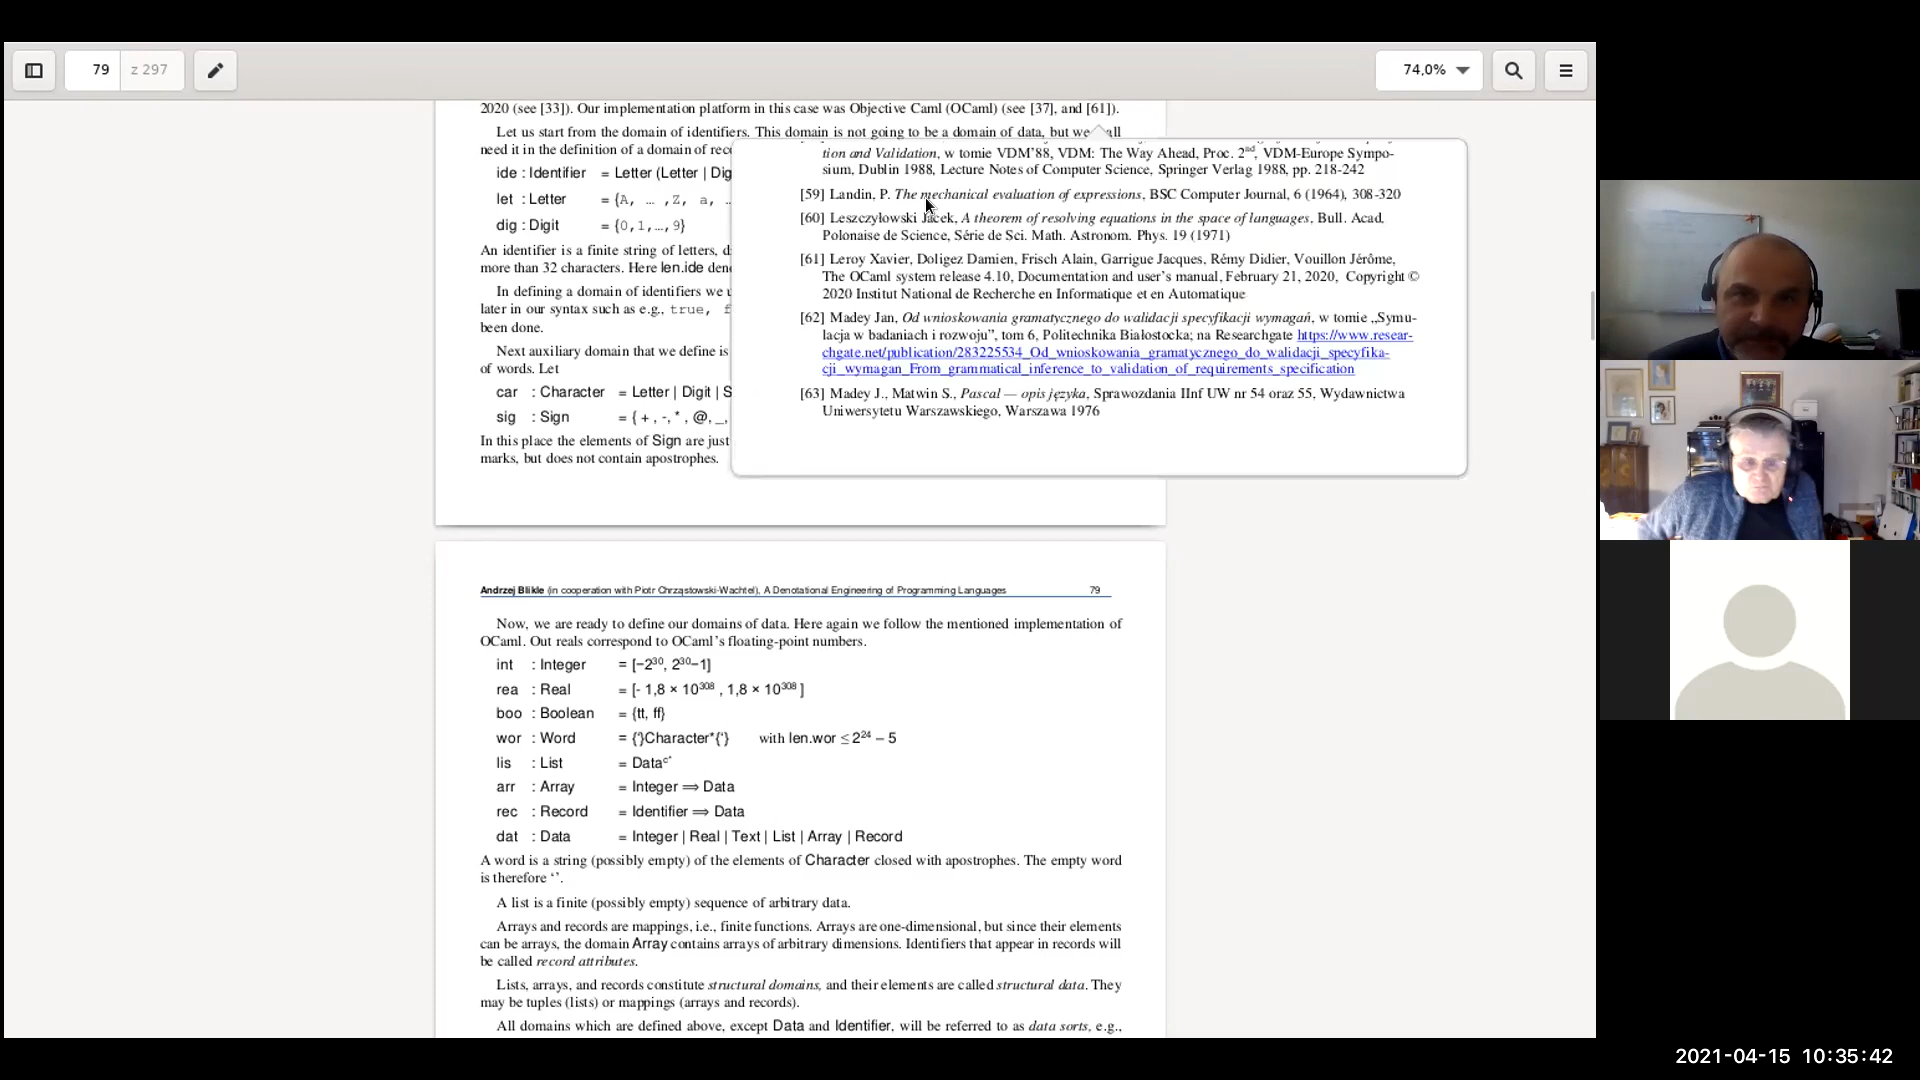 79
z 297
74,0%
2020 (see [33]). Our implementation platform in this case was Objective Caml (OCaml) (see [37], and [61]).
Let us start from the domain of identifiers. This domain is not going to be a domain of data, but we all
need it in the definition of a domain of reco
ide : Identifier = Letter (Letter | Dig
let : Letter = {A, … ,Z, a, …
dig : Digit = {0,1,…,9}
An identifier is a finite string of letters, d
more than 32 characters. Here len.ide deno
In defining a domain of identifiers we u
later in our syntax such as e.g., true, f
been done.
Next auxiliary domain that we define is
of words. Let
car : Character = Letter | Digit | S
sig : Sign = { + , -, * , @, _,
In this place the elements of Sign are just
marks, but does not contain apostrophes.
tion and Validation, w tomie VDM’88, VDM: The Way Ahead, Proc. 2nd, VDM-Europe Sympo-
sium, Dublin 1988, Lecture Notes of Computer Science, Springer Verlag 1988, pp. 218-242
[59] Landin, P. The mechanical evaluation of expressions, BSC Computer Journal, 6 (1964), 308-320
[60] Leszczyłowski Jacek, A theorem of resolving equations in the space of languages, Bull. Acad,
Polonaise de Science, Série de Sci. Math. Astronom. Phys. 19 (1971)
[61] Leroy Xavier, Doligez Damien, Frisch Alain, Garrigue Jacques, Rémy Didier, Vouillon Jérôme,
The OCaml system release 4.10, Documentation and user’s manual, February 21, 2020, Copyright ©
2020 Institut National de Recherche en Informatique et en Automatique
[62] Madey Jan, Od wnioskowania gramatycznego do walidacji specyfikacji wymagań, w tomie „Symu-
lacja w badaniach i rozwoju”, tom 6, Politechnika Białostocka; na Researchgate https://www.resear-
chgate.net/publication/283225534_Od_wnioskowania_gramatycznego_do_walidacji_specyfika-
cji_wymagan_From_grammatical_inference_to_validation_of_requirements_specification
[63] Madey J., Matwin S., Pascal — opis języka, Sprawozdania IInf UW nr 54 oraz 55, Wydawnictwa
Uniwersytetu Warszawskiego, Warszawa 1976
Andrzej Blikle (in cooperation with Piotr Chrząstowski-Wachtel), A Denotational Engineering of Programming Languages 79
Now, we are ready to define our domains of data. Here again we follow the mentioned implementation of
OCaml. Out reals correspond to OCaml’s floating-point numbers.
int : Integer = [−2³⁰, 2³⁰−1]
rea : Real = [- 1,8 × 10³⁰⁸ , 1,8 × 10³⁰⁸ ]
boo : Boolean = {tt, ff}
wor : Word = {'}Character*{'} with len.wor ≤ 2²⁴ – 5
lis : List = Dataᶜ*
arr : Array = Integer ⟹ Data
rec : Record = Identifier ⟹ Data
dat : Data = Integer | Real | Text | List | Array | Record
A word is a string (possibly empty) of the elements of Character closed with apostrophes. The empty word
is therefore ‘’.
A list is a finite (possibly empty) sequence of arbitrary data.
Arrays and records are mappings, i.e., finite functions. Arrays are one-dimensional, but since their elements
can be arrays, the domain Array contains arrays of arbitrary dimensions. Identifiers that appear in records will
be called record attributes.
Lists, arrays, and records constitute structural domains, and their elements are called structural data. They
may be tuples (lists) or mappings (arrays and records).
All domains which are defined above, except Data and Identifier, will be referred to as data sorts, e.g.,
2021-04-15 10:35:42